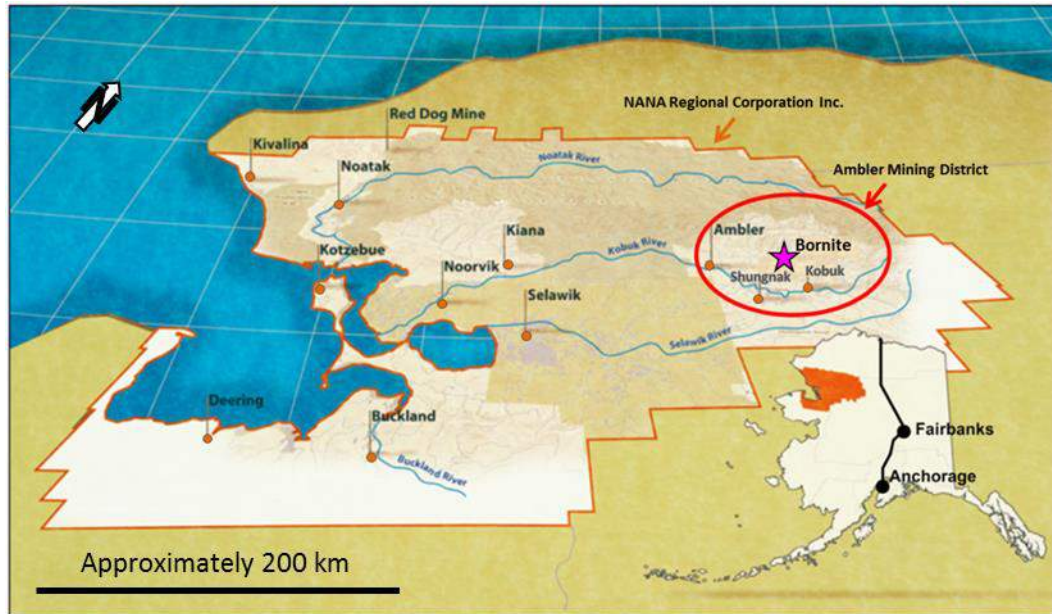 N
NANA Regional Corporation Inc.
Red Dog Mine
Kivalina
Noatak
Noatak River
Ambler Mining District
Kotzebue
Kiana
Kobuk River
Ambler
Bornite
Noorvik
Shungnak
Kobuk
Selawik
Selawik River
Deering
Buckland
Buckland River
Fairbanks
Anchorage
Approximately 200 km